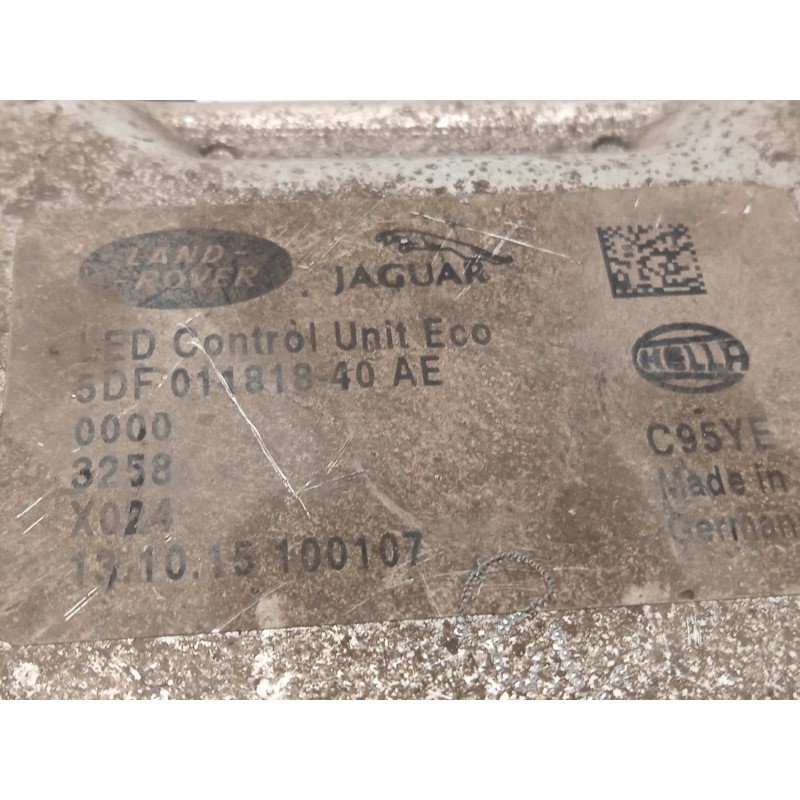 LAND-
-ROVER
JAGUAR
LED Control Unit Eco
5DF 011818-40 AE
HELLA
0000
C95YE
3258
Made in
X024
German
13.10.15 100107